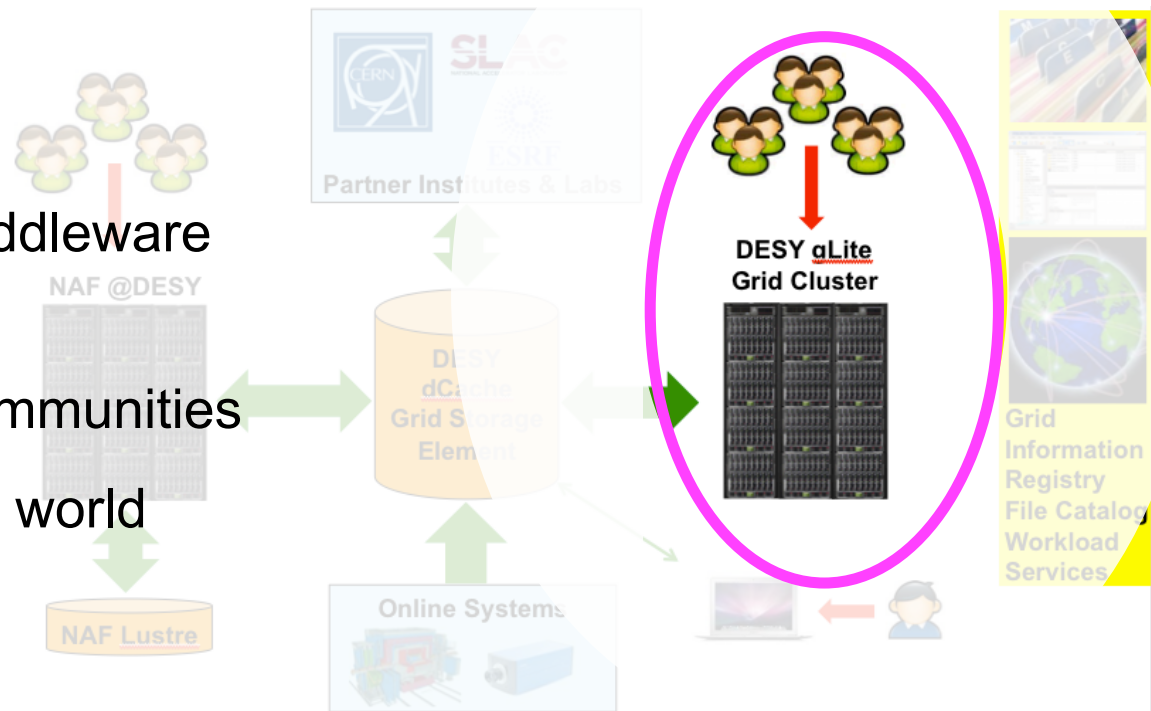 CERN
SLAC
ESRF
Partner Institutes & Labs
ddleware
NAF @DESY
DESY gLite
Grid Cluster
DESY
dCache
Grid Storage
Element
mmunities
world
Grid
Information
Registry
File Catalog
Workload
Services
Online Systems
NAF Lustre